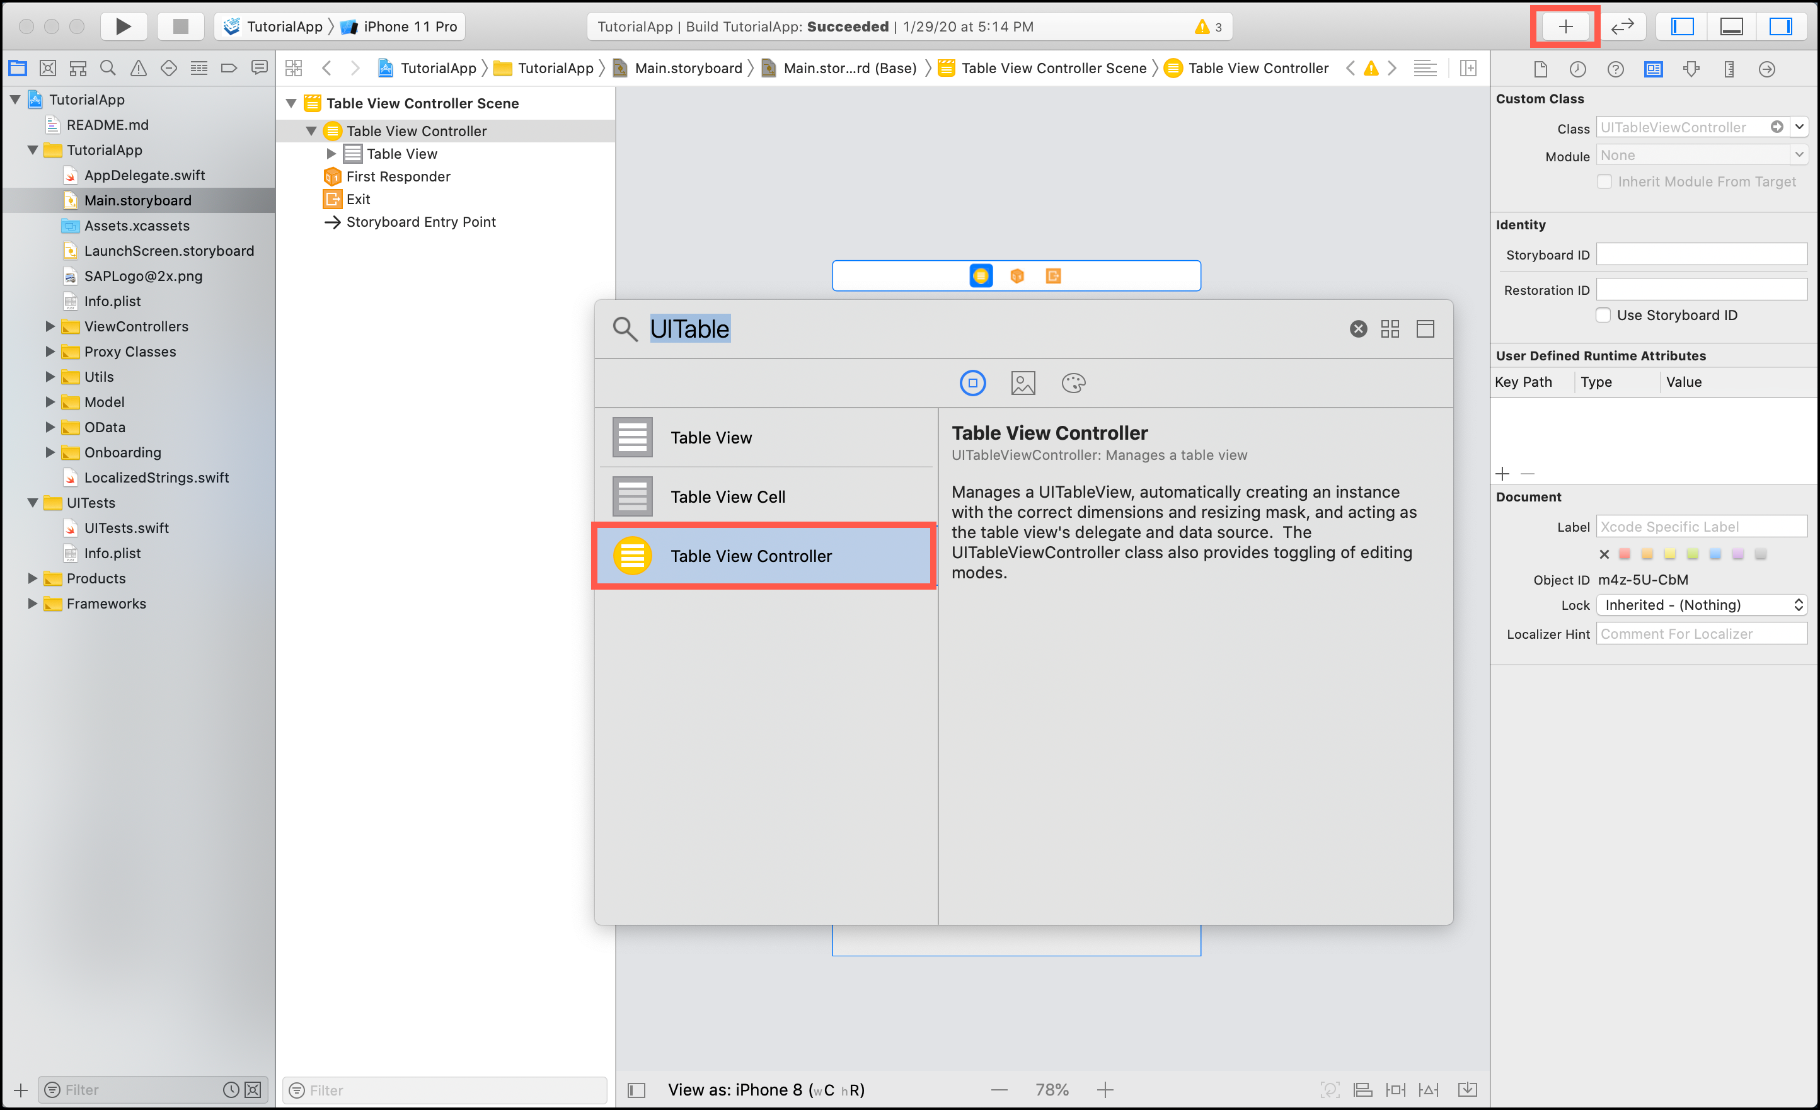 TutorialApp iPhone 11 Pro
TutorialApp | Build TutorialApp: Succeeded | 1/29/20 at 5:14 PM
3
TutorialApp
README.md
TutorialApp
AppDelegate.swift
Main.storyboard
Assets.xcassets
LaunchScreen.storyboard
SAPLogo@2x.png
Info.plist
ViewControllers
Proxy Classes
Utils
Model
OData
Onboarding
LocalizedStrings.swift
UITests
UITests.swift
Info.plist
Products
Frameworks
Filter
TutorialApp TutorialApp Main.storyboard Main.stor...rd (Base) Table View Controller Scene Table View Controller
Table View Controller Scene
Table View Controller
Table View
First Responder
Exit
Storyboard Entry Point
Filter
UITable
Table View
Table View Cell
Table View Controller
Table View Controller
UITableViewController: Manages a table view
Manages a UITableView, automatically creating an instance
with the correct dimensions and resizing mask, and acting as
the table view's delegate and data source. The
UITableViewController class also provides toggling of editing
modes.
View as: iPhone 8 (wC hR)
78%
Custom Class
Class UITableViewController
Module None
Inherit Module From Target
Identity
Storyboard ID
Restoration ID
Use Storyboard ID
User Defined Runtime Attributes
Key Path Type Value
Document
Label Xcode Specific Label
Object ID m4z-5U-CbM
Lock Inherited - (Nothing)
Localizer Hint Comment For Localizer